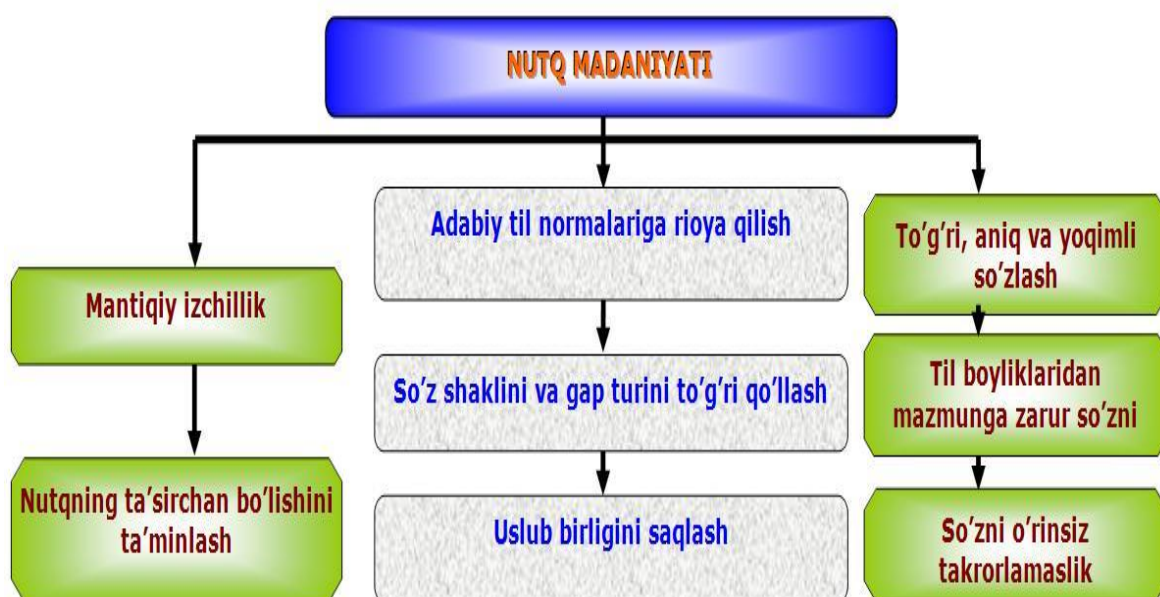 NUTQ MADANIYATI
Mantiqiy izchillik
Nutqning ta’sirchan bo’lishini
ta’minlash
Adabiy til normalariga rioya qilish
So’z shaklini va gap turini to’g’ri qo’llash
Uslub birligini saqlash
To’g’ri, aniq va yoqimli
so’zlash
Til boyliklaridan
mazmunga zarur so’zni
So’zni o’rinsiz
takrorlamaslik